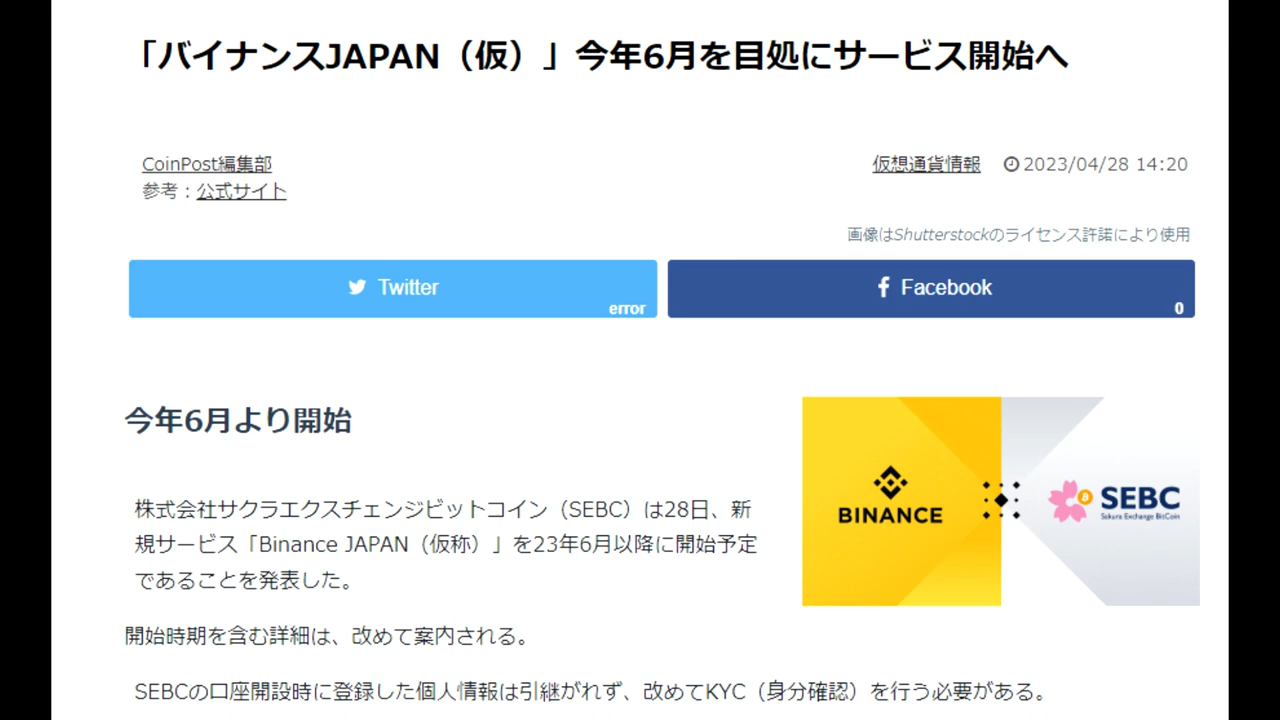 「バイナンスJAPAN（仮）」今年6月を目処にサービス開始へ
CoinPost編集部
仮想通貨情報 2023/04/28 14:20
参考：公式サイト
画像はShutterstockのライセンス許諾により使用
Twitter
error
Facebook
0
今年6月より開始
株式会社サクラエクスチェンジビットコイン（SEBC）は28日、新
規サービス「Binance JAPAN（仮称）」を23年6月以降に開始予定
であることを発表した。
BINANCE
SEBC
Sakura Exchange BitCoin
開始時期を含む詳細は、改めて案内される。
SEBCの口座開設時に登録した個人情報は引継がれず、改めてKYC（身分確認）を行う必要がある。